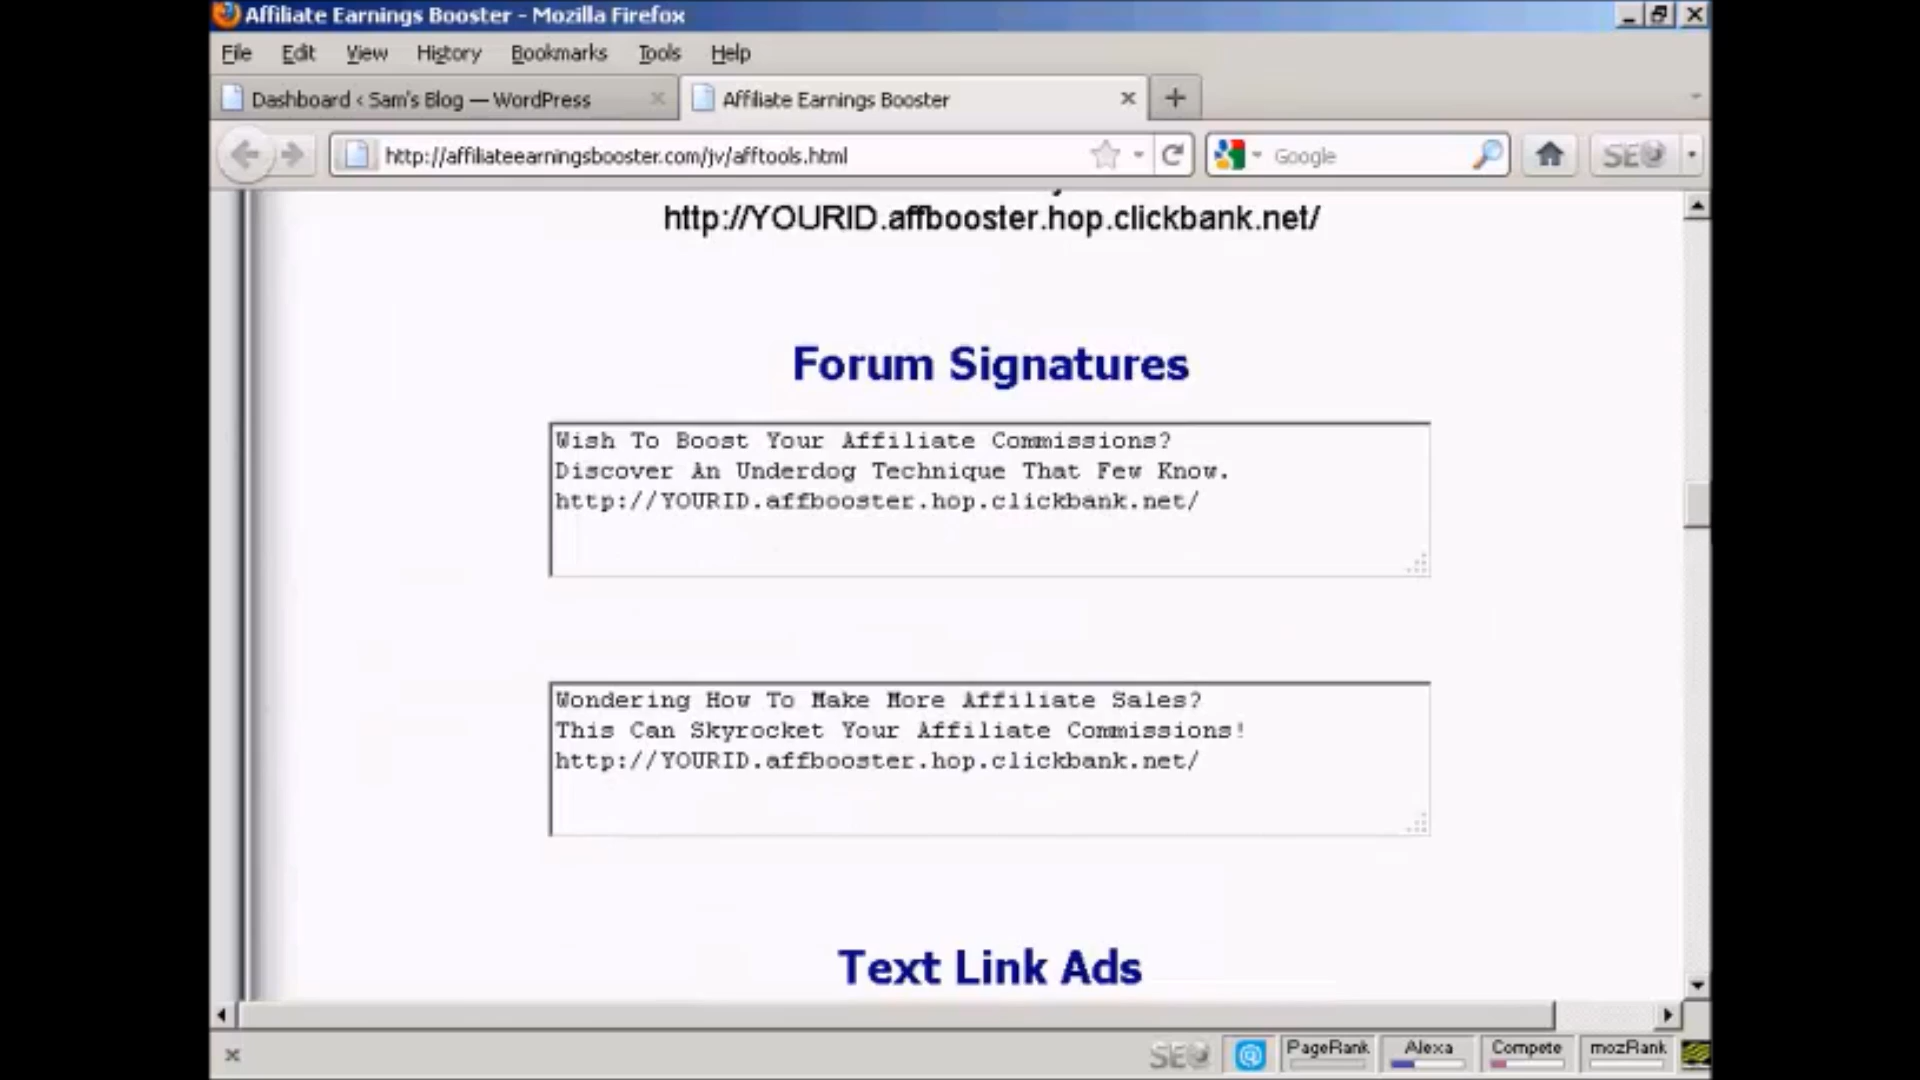 Affiliate Earnings Booster - Mozilla Firefox
File Edit View History Bookmarks Tools Help
Dashboard ‹ Sam's Blog — WordPress
Affiliate Earnings Booster
http://affiliateearningsbooster.com/jv/afftools.html
Google
SEO
http://YOURID.affbooster.hop.clickbank.net/
Forum Signatures
Wish To Boost Your Affiliate Commissions?
Discover An Underdog Technique That Few Know.
http://YOURID.affbooster.hop.clickbank.net/
Wondering How To Make More Affiliate Sales?
This Can Skyrocket Your Affiliate Commissions!
http://YOURID.affbooster.hop.clickbank.net/
Text Link Ads
SEO PageRank Alexa Compete mozRank